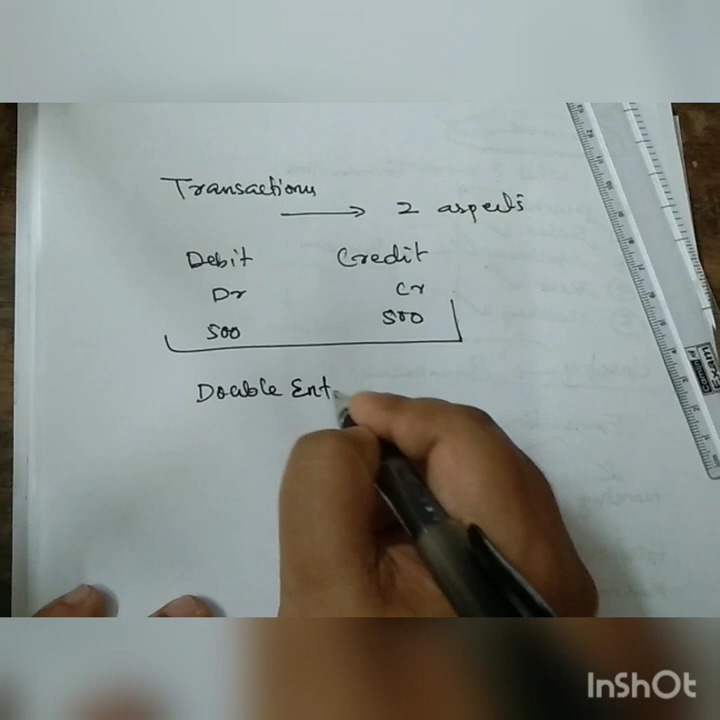 Transactions
→ 2 aspects
Debit Credit
Dr Cr
500 500
Double Ent
InShOt